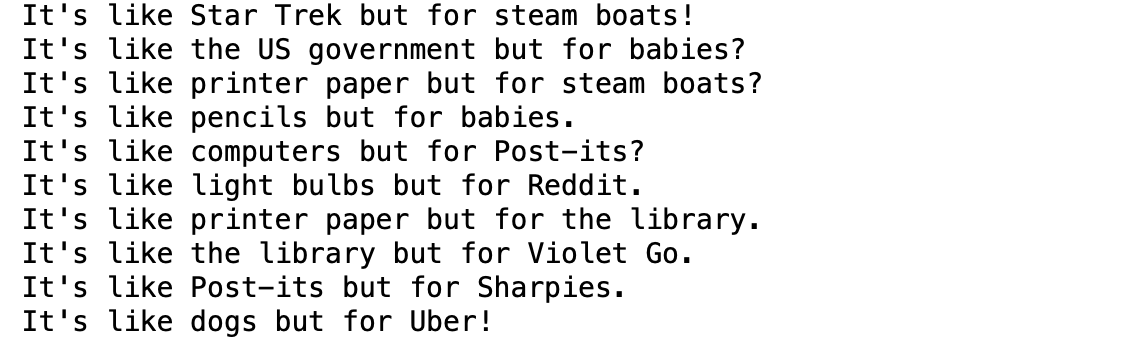 It's like Star Trek but for steam boats!
It's like the US government but for babies?
It's like printer paper but for steam boats?
It's like pencils but for babies.
It's like computers but for Post-its?
It's like light bulbs but for Reddit.
It's like printer paper but for the library.
It's like the library but for Violet Go.
It's like Post-its but for Sharpies.
It's like dogs but for Uber!